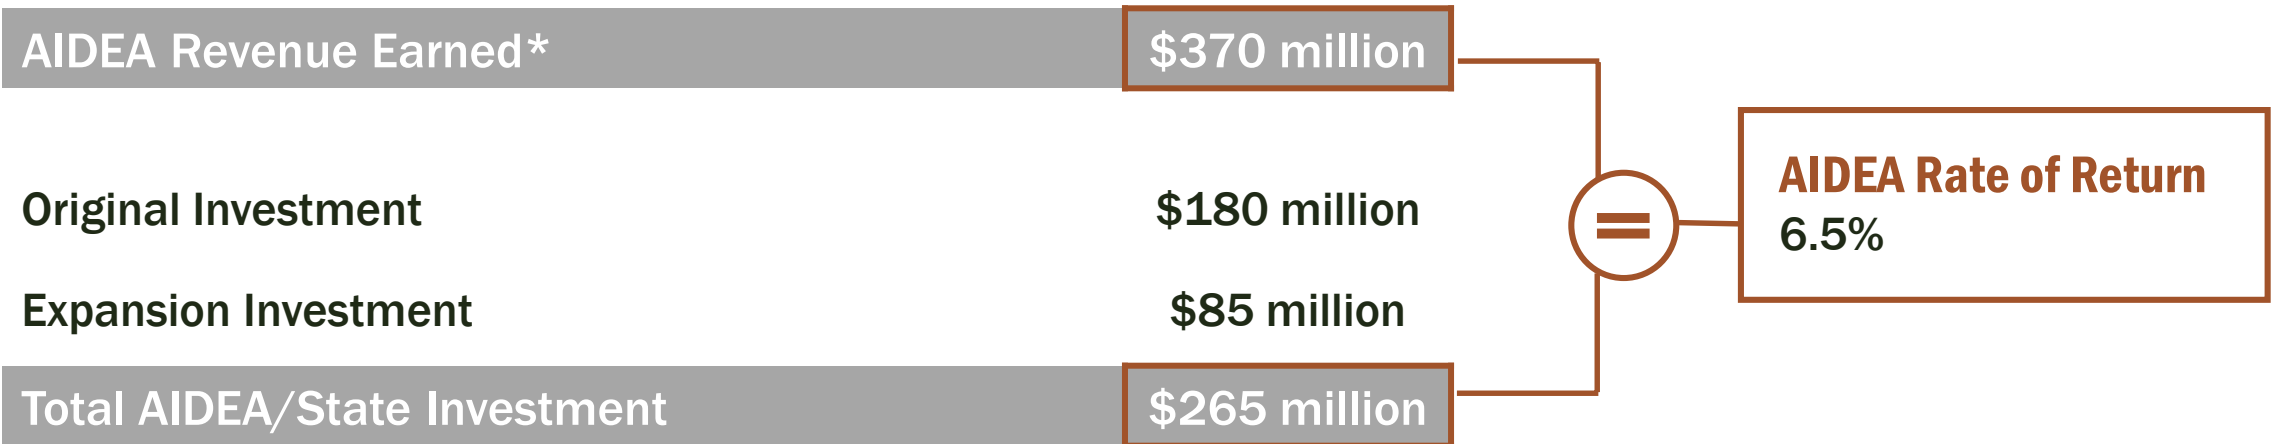 AIDEA Revenue Earned* $370 million
Original Investment $180 million
Expansion Investment $85 million
Total AIDEA/State Investment $265 million
=
AIDEA Rate of Return
6.5%